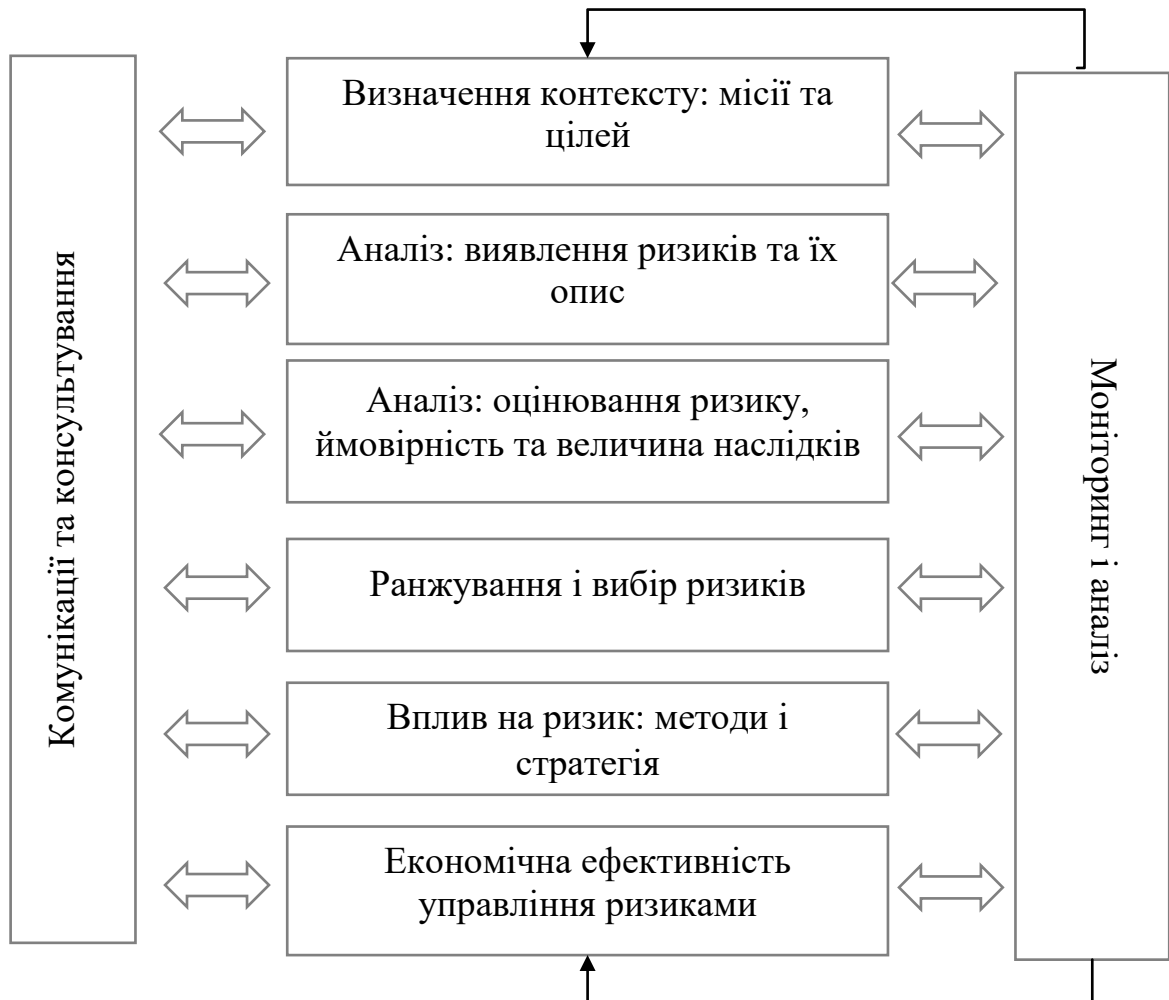 Комунікації та консультування
Визначення контексту: місії та
цілей
Аналіз: виявлення ризиків та їх
опис
Аналіз: оцінювання ризику,
ймовірність та величина наслідків
Ранжування і вибір ризиків
Вплив на ризик: методи і
стратегія
Економічна ефективність
управління ризиками
Моніторинг і аналіз